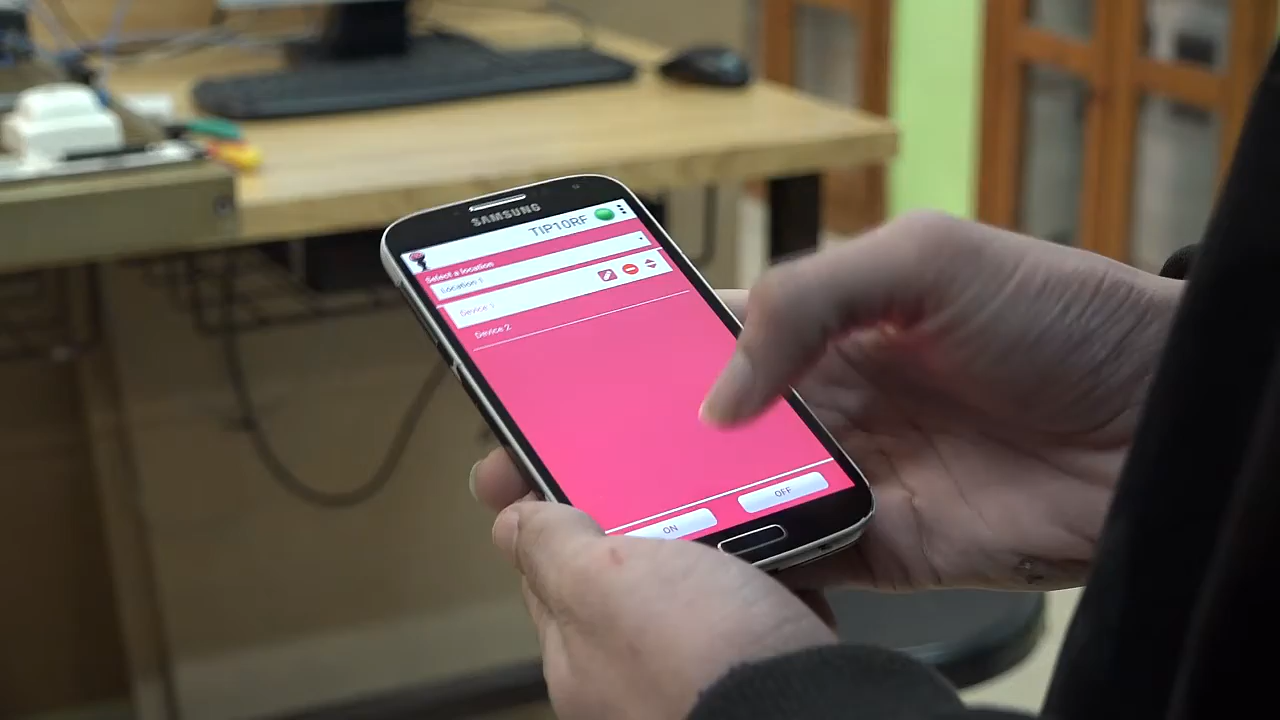 SAMSUNG
TIP10RF
Select a location
Location 1
Device 1
Device 2
ON
OFF